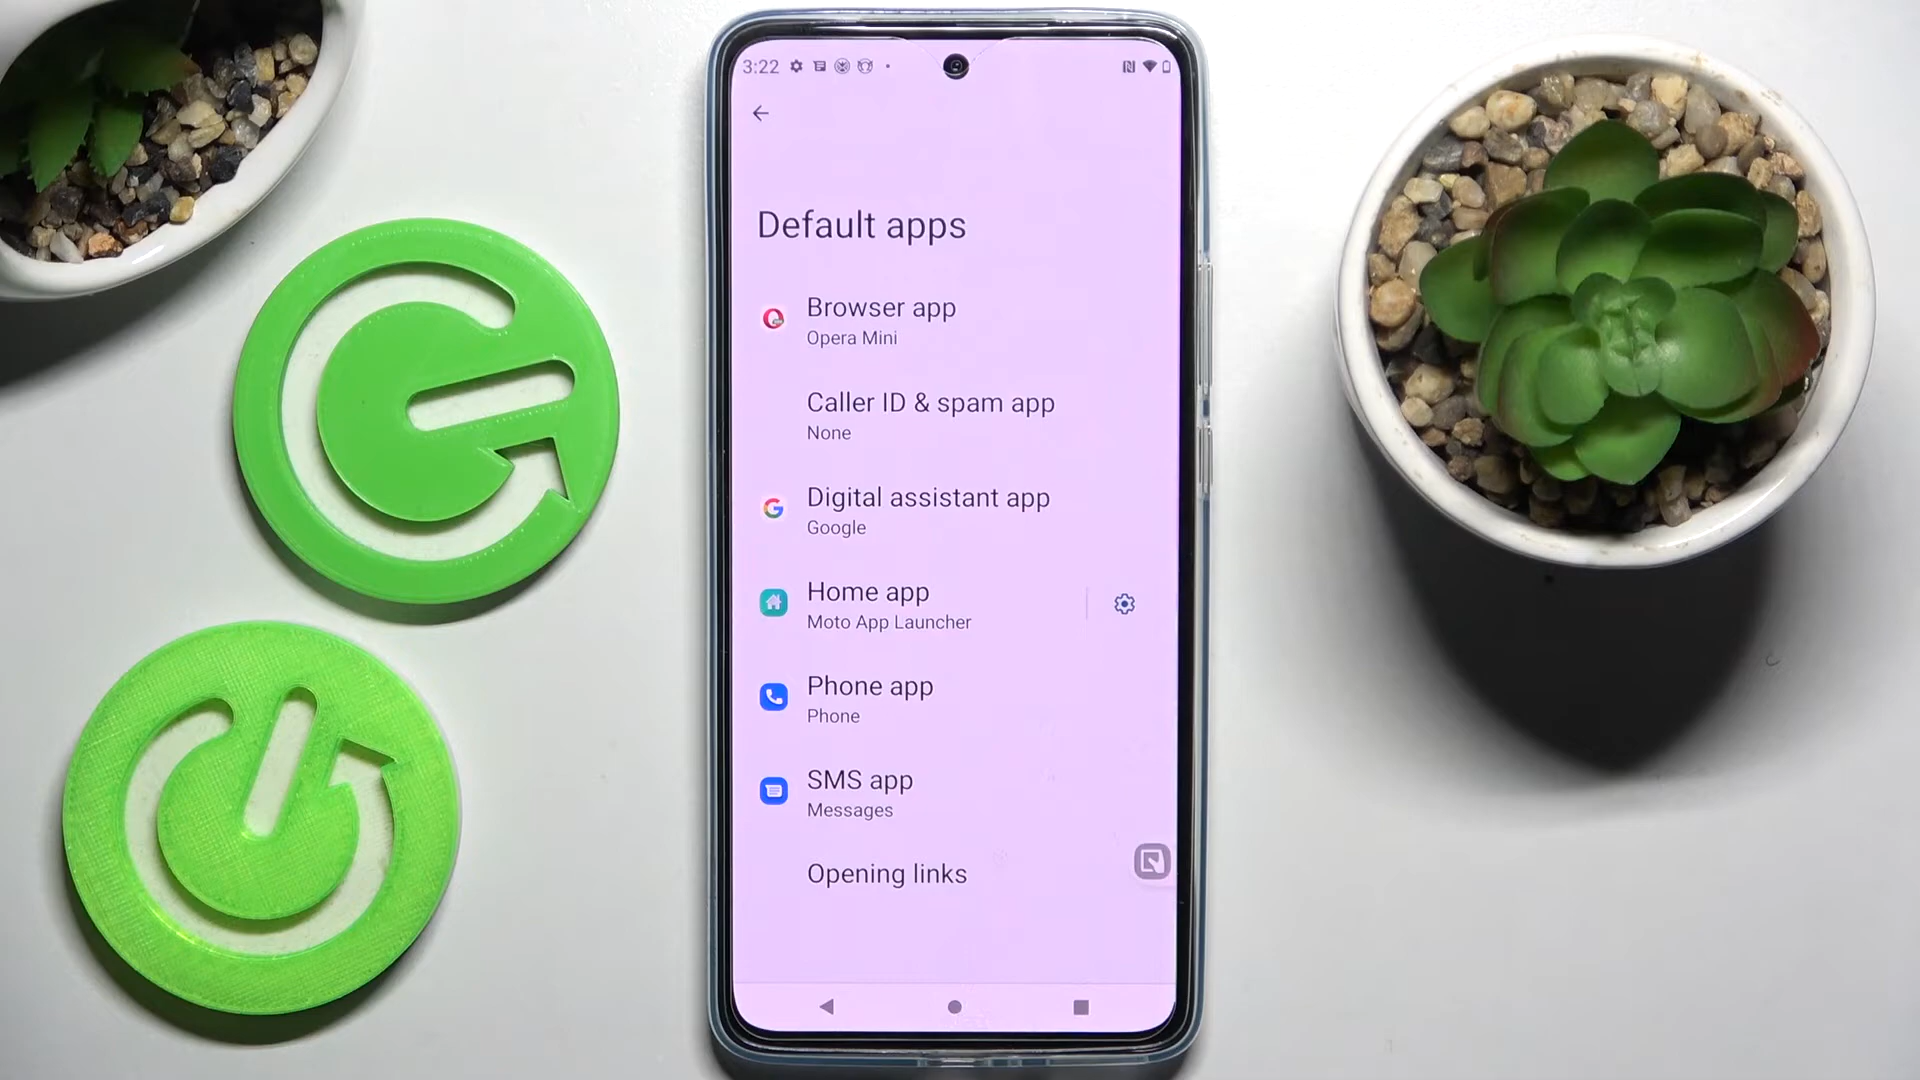 3:22
Default apps
Browser app
Opera Mini
Caller ID & spam app
None
Digital assistant app
Google
Home app
Moto App Launcher
Phone app
Phone
SMS app
Messages
Opening links